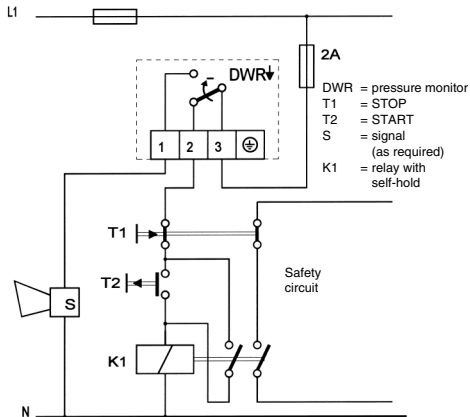 L1
2A
DWR
DWR = pressure monitor
T1 = STOP
T2 = START
S = signal
(as required)
K1 = relay with
self-hold
1 2 3
T1
T2
Safety
circuit
S
K1
N